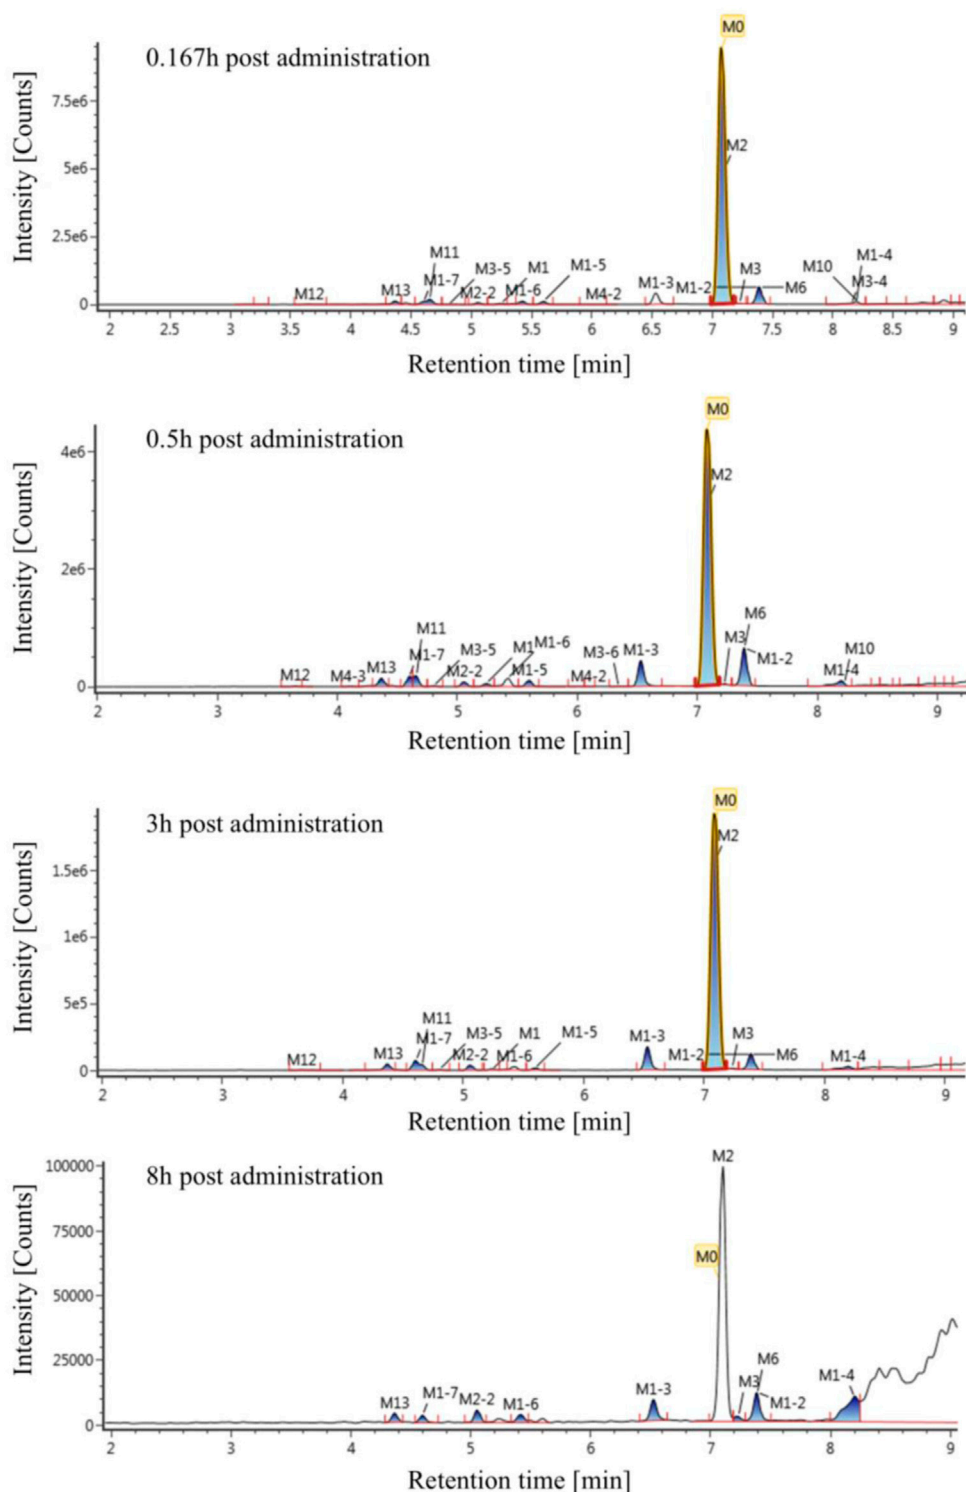 0.167h post administration
Intensity [Counts]
7.5e6
5e6
2.5e6
0
M0
M2
M12
M13
M11
M1-7
M3-5
M2-2
M1
M1-6
M1-5
M4-2
M1-3
M1-2
M3
M6
M10
M1-4
M3-4
2 2.5 3 3.5 4 4.5 5 5.5 6 6.5 7 7.5 8 8.5 9
Retention time [min]
0.5h post administration
Intensity [Counts]
4e6
2e6
0
M0
M2
M12
M4-3
M13
M11
M1-7
M3-5
M2-2
M1
M1-6
M1-5
M4-2
M3-6
M1-3
M3
M6
M1-2
M10
M1-4
2 3 4 5 6 7 8 9
Retention time [min]
3h post administration
Intensity [Counts]
1.5e6
1e6
5e5
0
M0
M2
M12
M13
M11
M1-7
M3-5
M2-2
M1
M1-6
M1-5
M1-3
M1-2
M3
M6
M1-4
2 3 4 5 6 7 8 9
Retention time [min]
8h post administration
Intensity [Counts]
100000
75000
50000
25000
0
M2
M0
M13
M1-7
M2-2
M1-6
M1-3
M3
M6
M1-2
M1-4
2 3 4 5 6 7 8 9
Retention time [min]